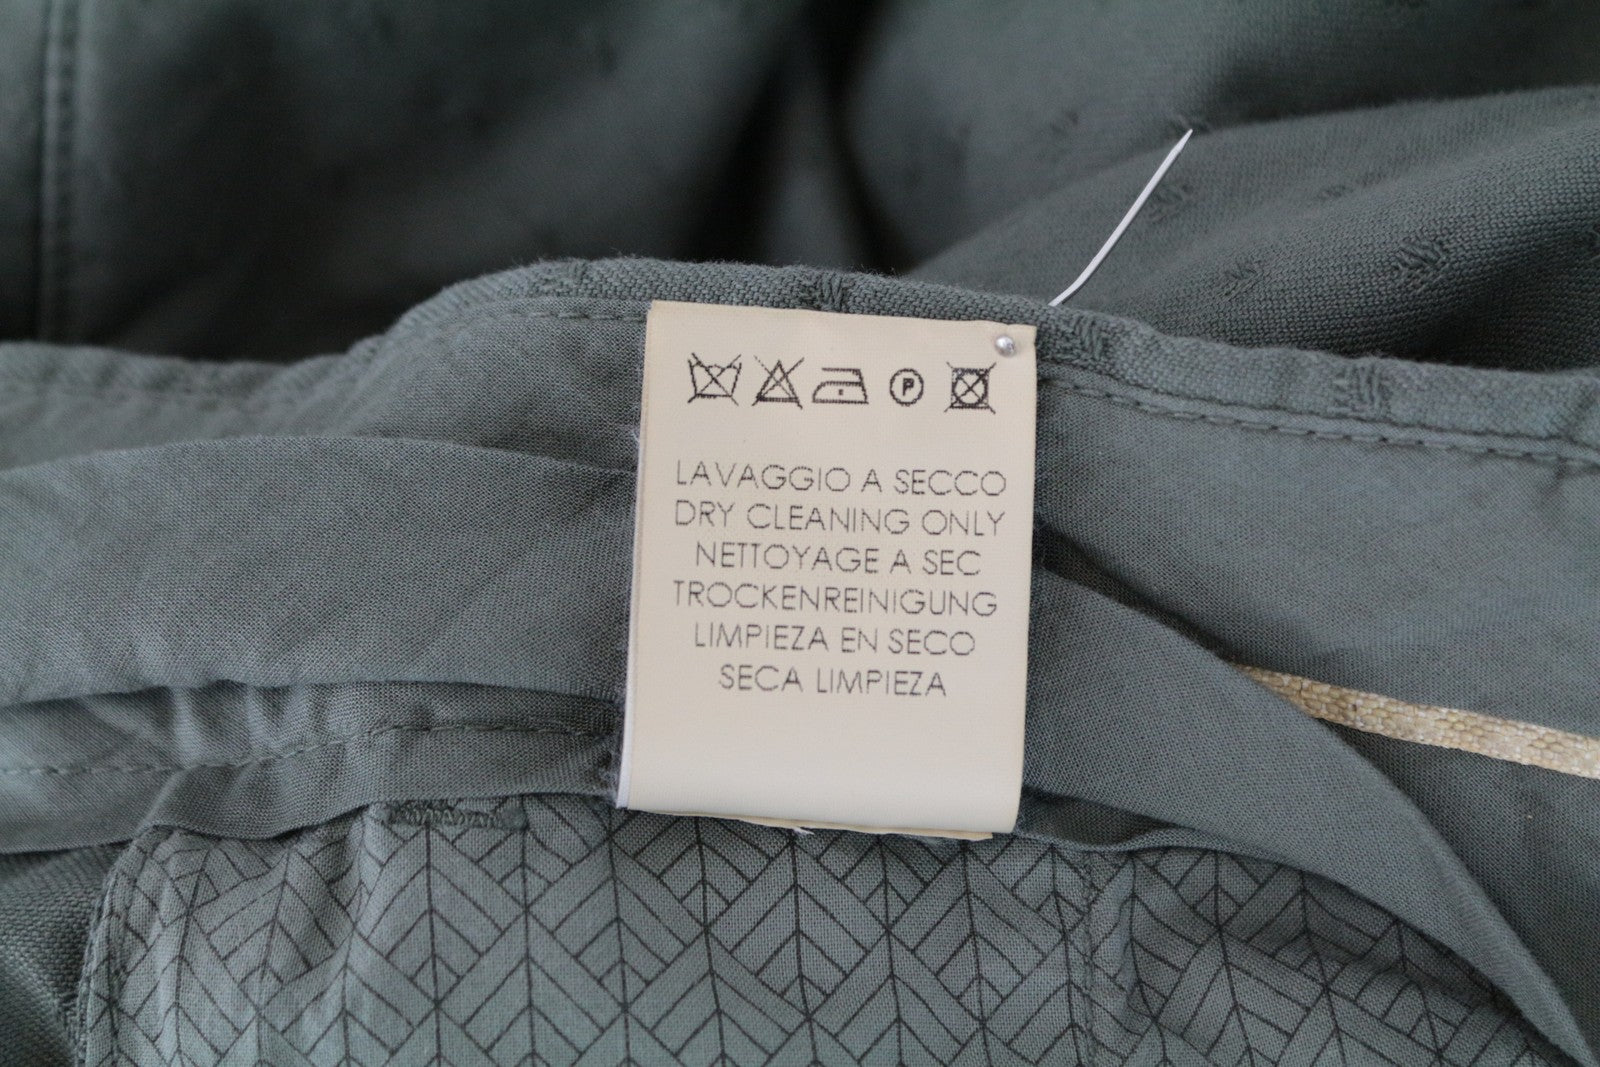 P
LAVAGGIO A SECCO
DRY CLEANING ONLY
NETTOYAGE A SEC
TROCKENREINIGUNG
LIMPIEZA EN SECO
SECA LIMPIEZA